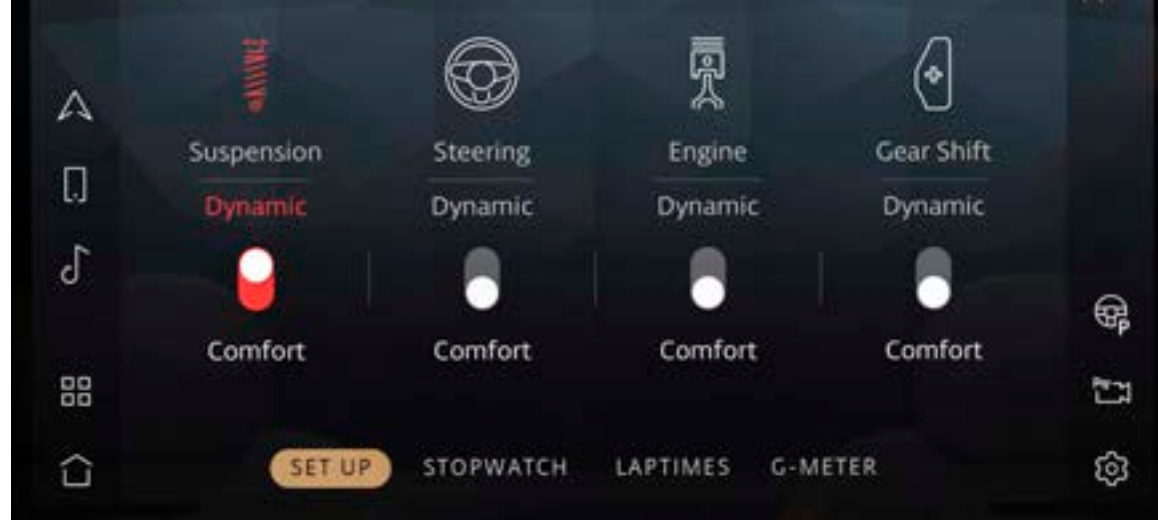 Suspension
Steering
Engine
Gear Shift
Dynamic
Dynamic
Dynamic
Dynamic
Comfort
Comfort
Comfort
Comfort
P
SET UP
STOPWATCH
LAPTIMES
G-METER